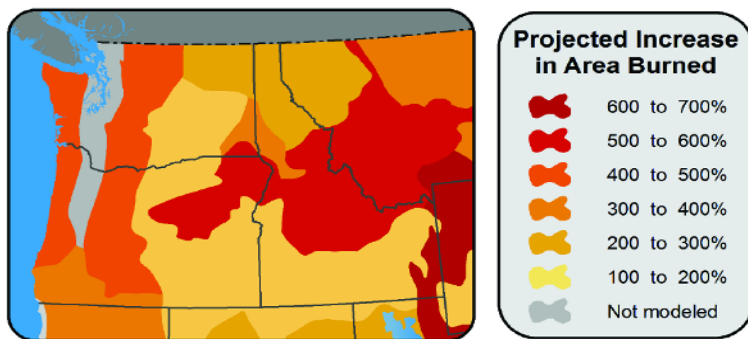 Projected Increase
in Area Burned
600 to 700%
500 to 600%
400 to 500%
300 to 400%
200 to 300%
100 to 200%
Not modeled